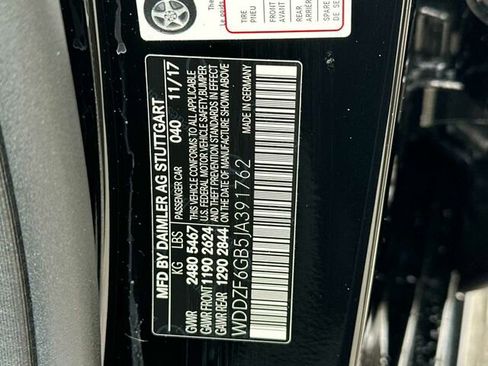 MFD BY DAIMLER AG STUTTGART
KG LBS PASSENGER CAR 040 11/17
GVWR 2480 5467 THIS VEHICLE CONFORMS TO ALL APPLICABLE
GAWR FRONT 1190 2624 U.S. FEDERAL MOTOR VEHICLE SAFETY, BUMPER
GAWR REAR 1290 2844 AND THEFT PREVENTION STANDARDS IN EFFECT
ON THE DATE OF MANUFACTURE SHOWN ABOVE
WDDZF6GB5JA391762 MADE IN GERMANY
TIRE
PNEU
FRONT
AVANT
REAR
ARRIÈRE
SPARE
DE SE